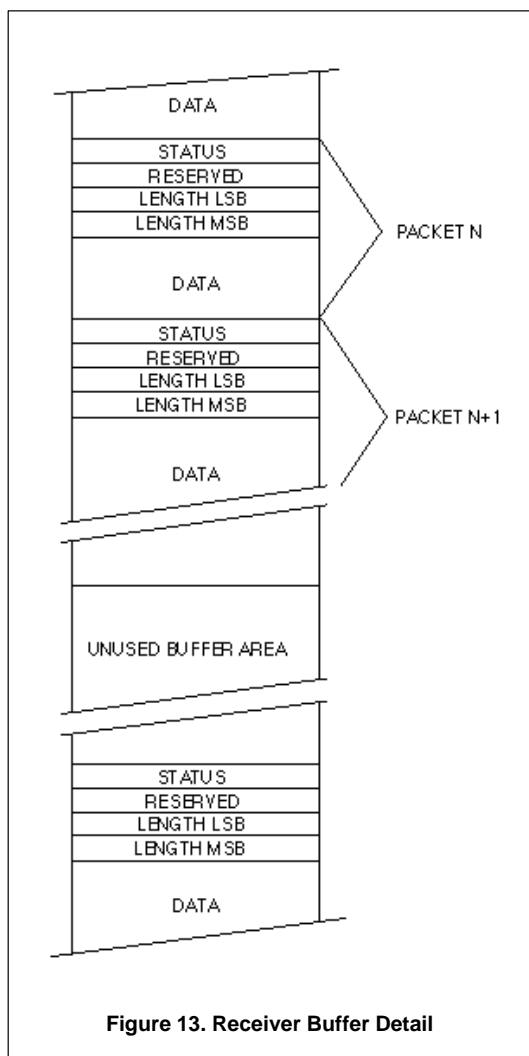 DATA
STATUS
RESERVED
LENGTH LSB
LENGTH MSB
PACKET N
DATA
STATUS
RESERVED
LENGTH LSB
LENGTH MSB
PACKET N+1
DATA
UNUSED BUFFER AREA
STATUS
RESERVED
LENGTH LSB
LENGTH MSB
DATA
Figure 13. Receiver Buffer Detail